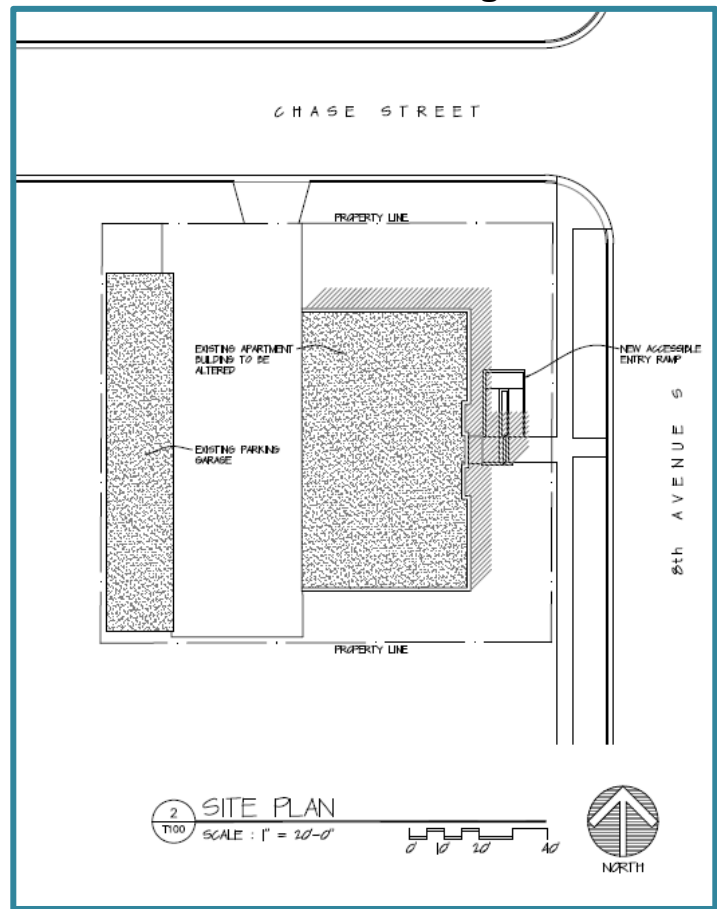 CHASE STREET
PROPERTY LINE
EXISTING APARTMENT
BUILDING TO BE
ALTERED
NEW ACCESSIBLE
ENTRY RAMP
EXISTING PARKING
GARAGE
8th AVENUE S
PROPERTY LINE
2
T100
SITE PLAN
SCALE : 1" = 20'-0"
0' 10' 20' 40'
NORTH